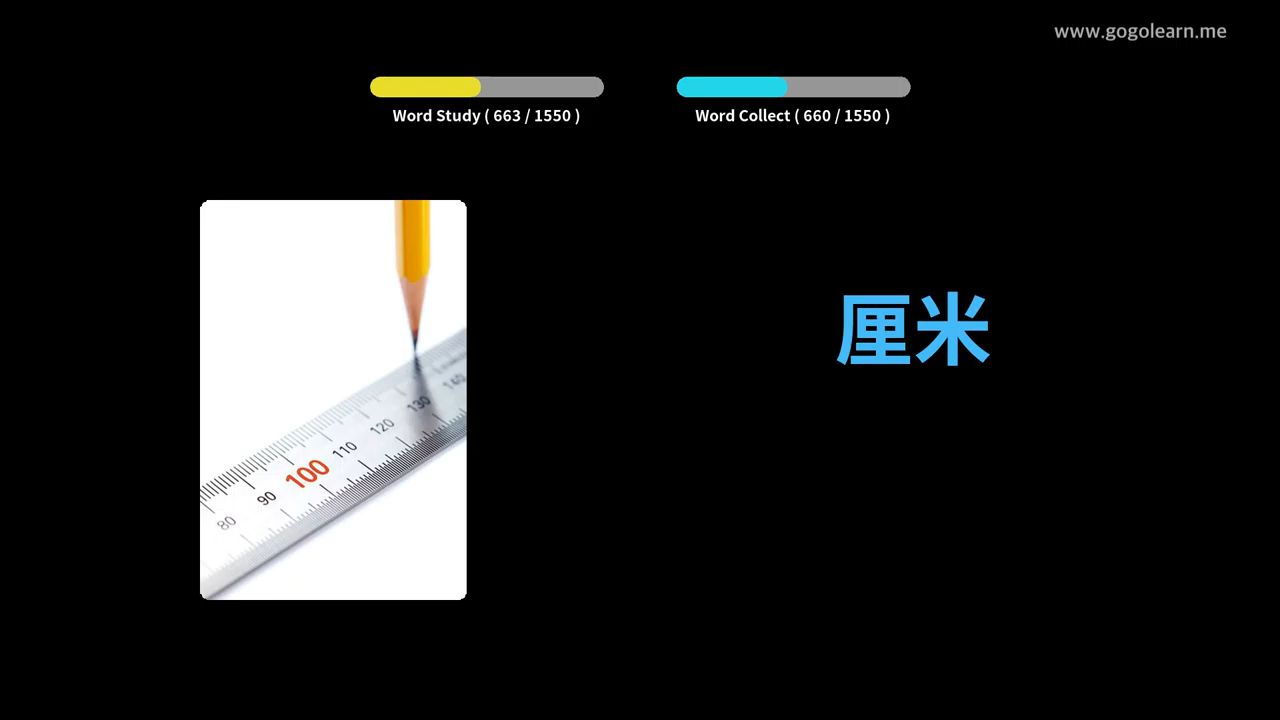 www.gogolearn.me
Word Study ( 663 / 1550 )
Word Collect ( 660 / 1550 )
厘米
80
90
100
110
120
130
140